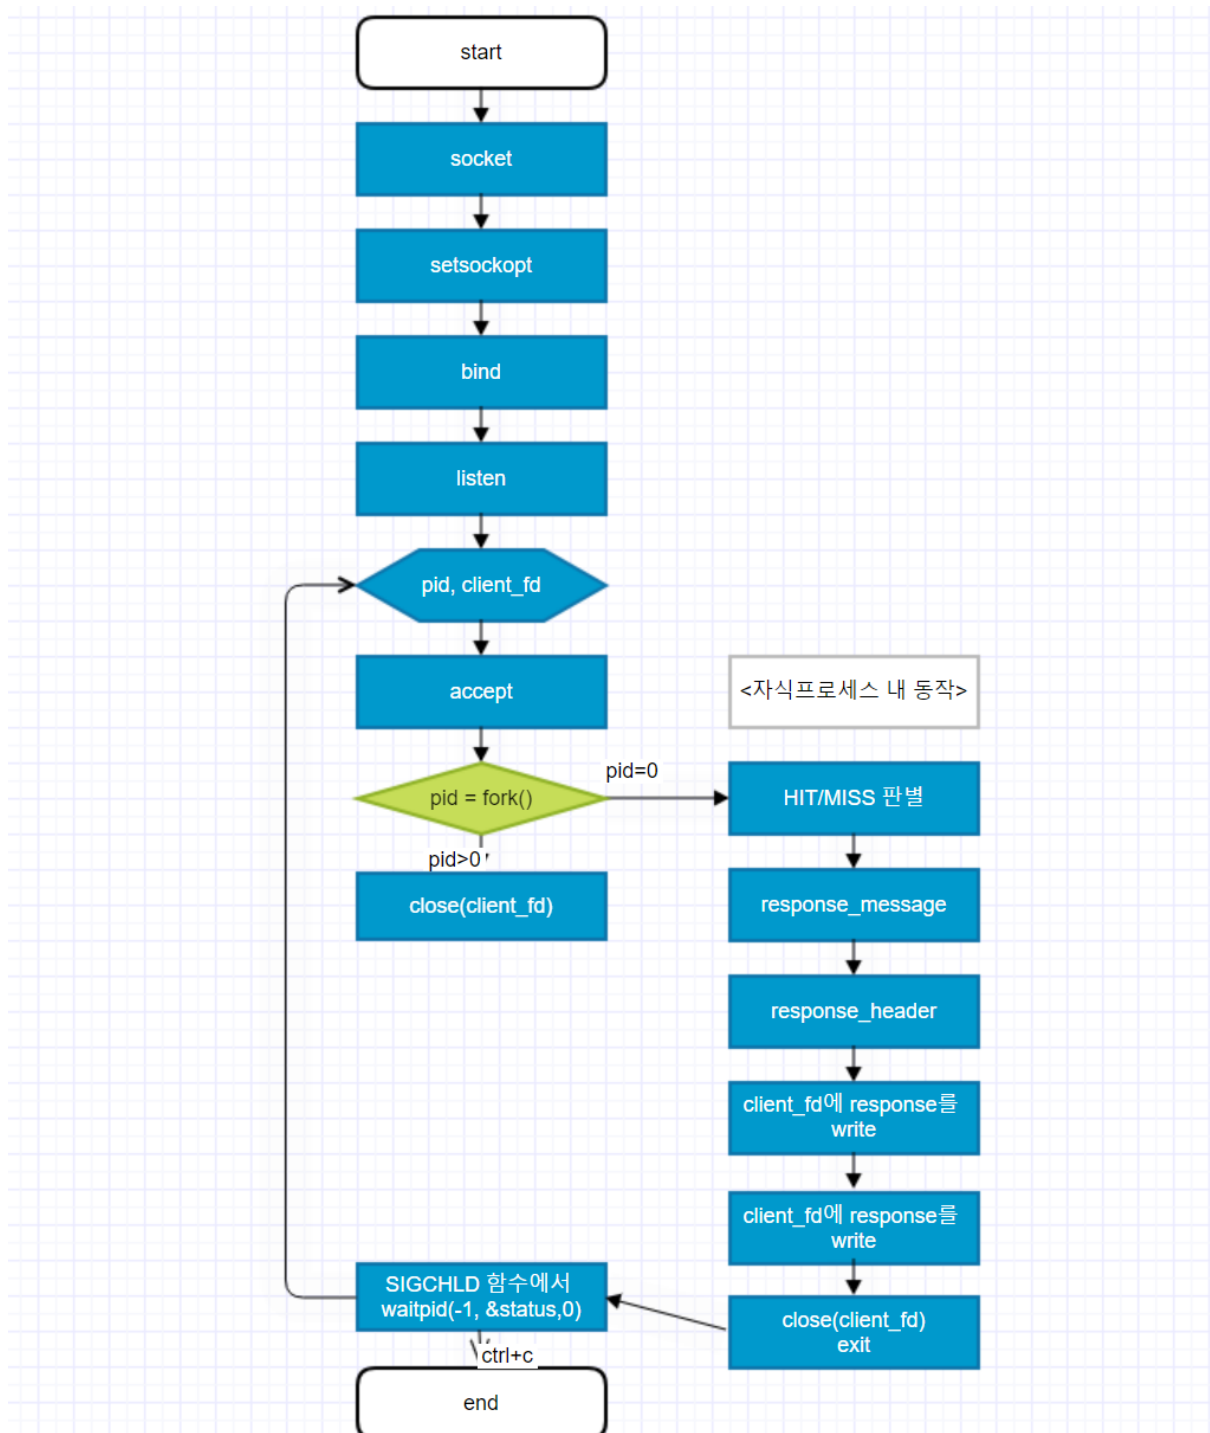 start
socket
setsockopt
bind
listen
pid, client_fd
accept
<자식프로세스 내 동작>
pid = fork()
pid=0
HIT/MISS 판별
pid>0
close(client_fd)
response_message
response_header
client_fd에 response를
write
client_fd에 response를
write
SIGCHLD 함수에서
waitpid(-1, &status,0)
close(client_fd)
exit
ctrl+c
end